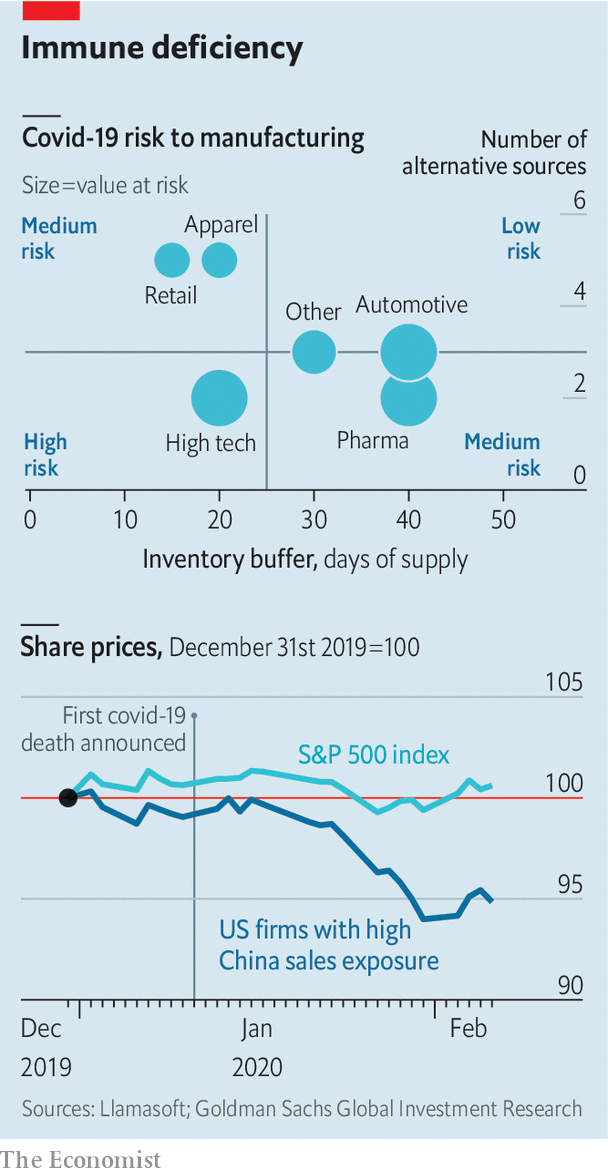 Immune deficiency
Covid-19 risk to manufacturing
Size=value at risk
Number of
alternative sources
6
Medium
risk
Apparel
Low
risk
Retail
4
Other
Automotive
2
High
risk
High tech
Pharma
Medium
risk
0
0 10 20 30 40 50
Inventory buffer, days of supply
Share prices, December 31st 2019=100
105
First covid-19
death announced
S&P 500 index
100
95
US firms with high
China sales exposure
90
Dec Jan Feb
2019 2020
Sources: Llamasoft; Goldman Sachs Global Investment Research
The Economist